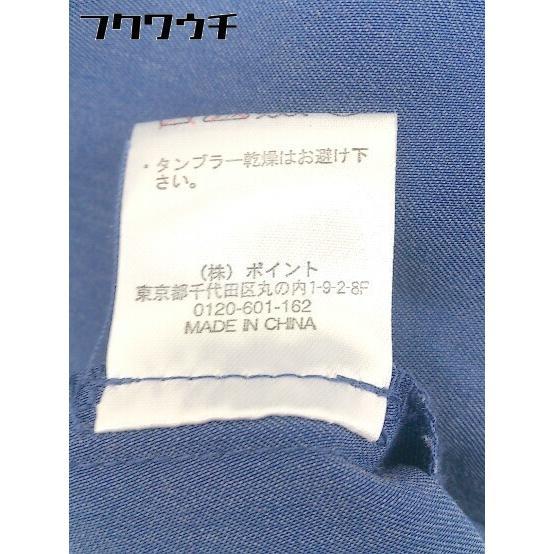 フクワウチ
・タンブラー乾燥はお避け下
さい。
(株) ポイント
東京都千代田区丸の内1-9-2-8F
0120-601-162
MADE IN CHINA